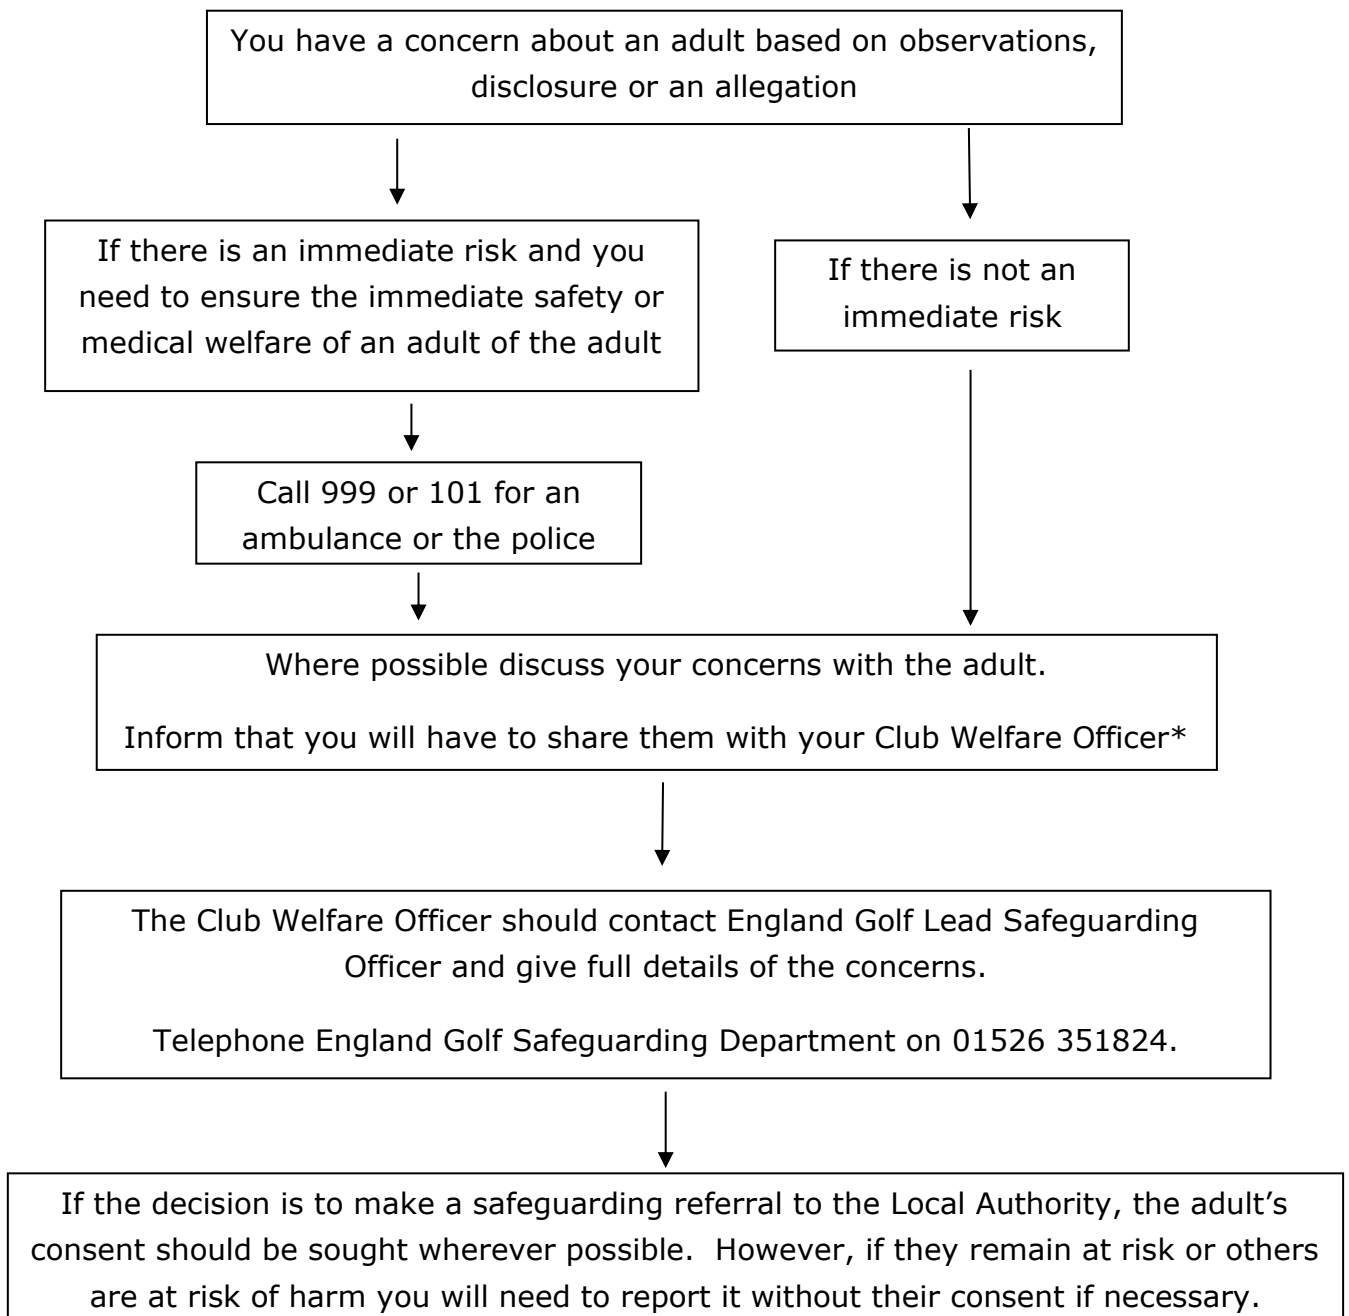 You have a concern about an adult based on observations,
disclosure or an allegation
If there is an immediate risk and you
need to ensure the immediate safety or
medical welfare of an adult of the adult
If there is not an
immediate risk
Call 999 or 101 for an
ambulance or the police
Where possible discuss your concerns with the adult.
Inform that you will have to share them with your Club Welfare Officer*
The Club Welfare Officer should contact England Golf Lead Safeguarding
Officer and give full details of the concerns.
Telephone England Golf Safeguarding Department on 01526 351824.
If the decision is to make a safeguarding referral to the Local Authority, the adult’s
consent should be sought wherever possible.  However, if they remain at risk or others
are at risk of harm you will need to report it without their consent if necessary.